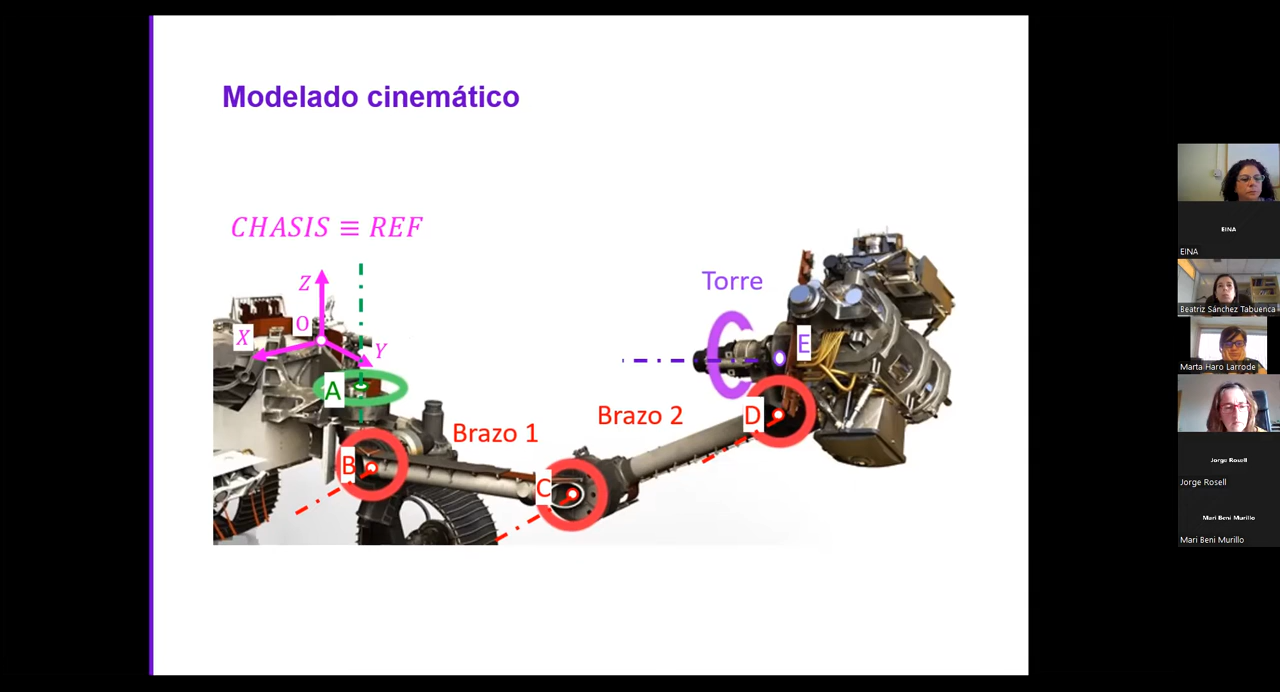 Modelado cinemático
CHASIS ≡ REF
Z
O
X
Y
A
B
Brazo 1
C
Brazo 2
D
Torre
E
EINA
EINA
Beatriz Sánchez Tabuenca
Marta Haro Larrode
Jorge Rosell
Jorge Rosell
Mari Beni Murillo
Mari Beni Murillo